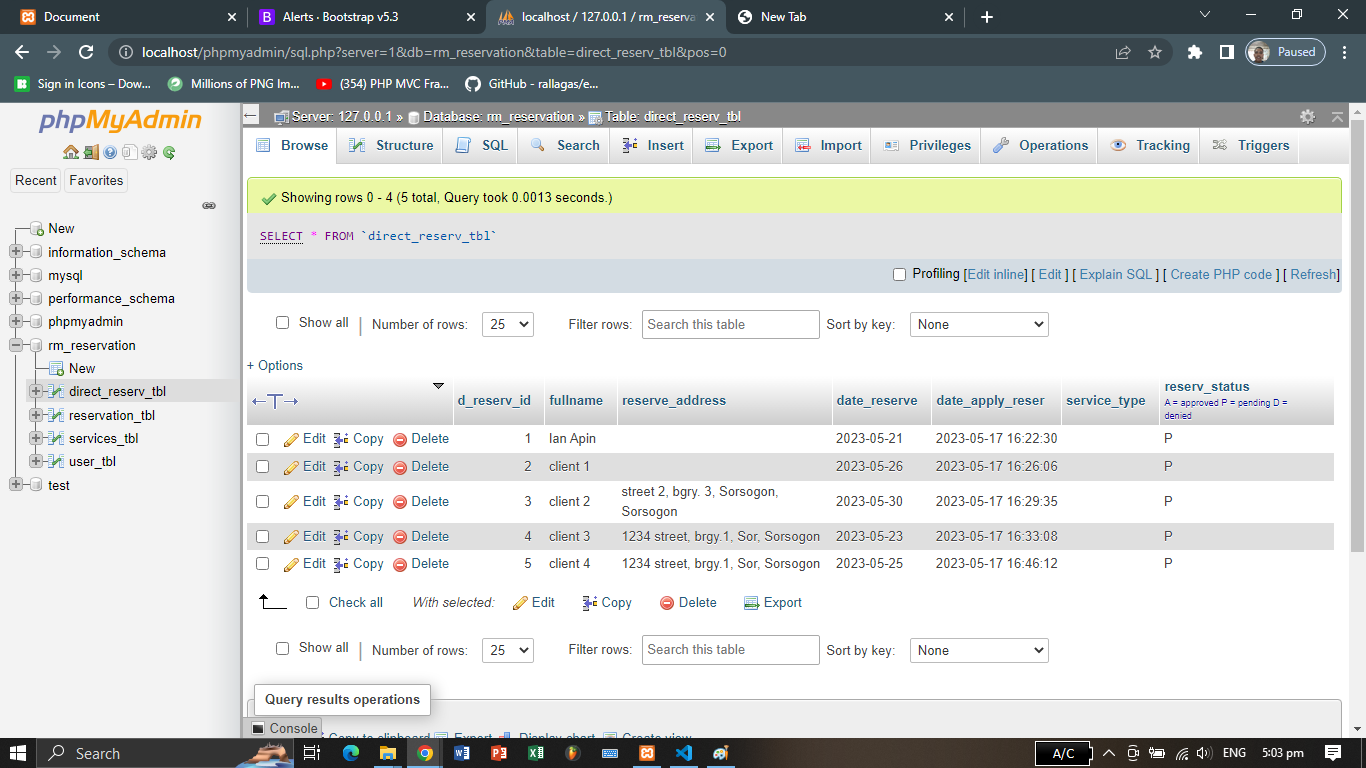 Document
Alerts · Bootstrap v5.3
localhost / 127.0.0.1 / rm_reserva
New Tab
localhost/phpmyadmin/sql.php?server=1&db=rm_reservation&table=direct_reserv_tbl&pos=0
Paused
Sign in Icons – Dow...
Millions of PNG Im...
(354) PHP MVC Fra...
GitHub - rallagas/e...
phpMyAdmin
Recent
Favorites
New
information_schema
mysql
performance_schema
phpmyadmin
rm_reservation
New
direct_reserv_tbl
reservation_tbl
services_tbl
user_tbl
test
Server: 127.0.0.1 » Database: rm_reservation » Table: direct_reserv_tbl
Browse Structure SQL Search Insert Export Import Privileges Operations Tracking Triggers
Showing rows 0 - 4 (5 total, Query took 0.0013 seconds.)
SELECT * FROM `direct_reserv_tbl`
Profiling [Edit inline] [ Edit ] [ Explain SQL ] [ Create PHP code ] [ Refresh]
Show all | Number of rows: 25 Filter rows: Search this table Sort by key: None
+ Options
←T→ d_reserv_id fullname reserve_address date_reserve date_apply_reser service_type reserv_status
A = approved P = pending D =
denied
Edit Copy Delete 1 Ian Apin 2023-05-21 2023-05-17 16:22:30 P
Edit Copy Delete 2 client 1 2023-05-26 2023-05-17 16:26:06 P
Edit Copy Delete 3 client 2 street 2, bgry. 3, Sorsogon, 2023-05-30 2023-05-17 16:29:35 P
Sorsogon
Edit Copy Delete 4 client 3 1234 street, brgy.1, Sor, Sorsogon 2023-05-23 2023-05-17 16:33:08 P
Edit Copy Delete 5 client 4 1234 street, brgy.1, Sor, Sorsogon 2023-05-25 2023-05-17 16:46:12 P
Check all With selected: Edit Copy Delete Export
Show all | Number of rows: 25 Filter rows: Search this table Sort by key: None
Query results operations
Console
Copy to clipboard Export Display chart Create view
Search
A/C
ENG
5:03 pm